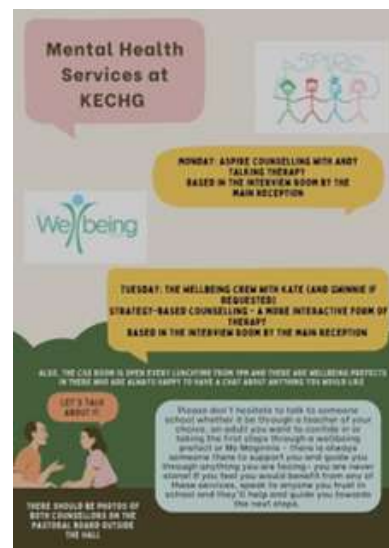 Mental Health
Services at
KECHG
ASPIRE
MONDAY: ASPIRE COUNSELLING WITH ANDY
TALKING THERAPY
BASED IN THE INTERVIEW ROOM BY THE
MAIN RECEPTION
Wellbeing
TUESDAY: THE WELLBEING CREW WITH KATE (AND GWINNIE IF
REQUESTED)
STRATEGY-BASED COUNSELLING - A MORE INTERACTIVE FORM OF
THERAPY
BASED IN THE INTERVIEW ROOM BY THE MAIN RECEPTION
ALSO, THE ROOM IS OPEN EVERY LUNCHTIME FROM 1PM AND THERE ARE WELLBEING PREFECTS
IN THERE WHO ARE ALWAYS HAPPY TO HAVE A CHAT ABOUT ANYTHING YOU WOULD LIKE
LET'S TALK
ABOUT IT.
Please don't hesitate to talk to someone
school whether it be through a teacher of your
choice, an adult you want to confide in or
taking the first steps through a wellbeing
prefect or Ms - there is always
someone there to support you and guide you
through anything you are facing - you are never
alone! If you feel you would benefit from any of
these services, speak to anyone you trust in
school and they'll help and guide you towards
the next steps.
THERE SHOULD BE PHOTOS OF
BOTH COUNSELLORS ON THE
PASTORAL BOARD OUTSIDE
THE HALL